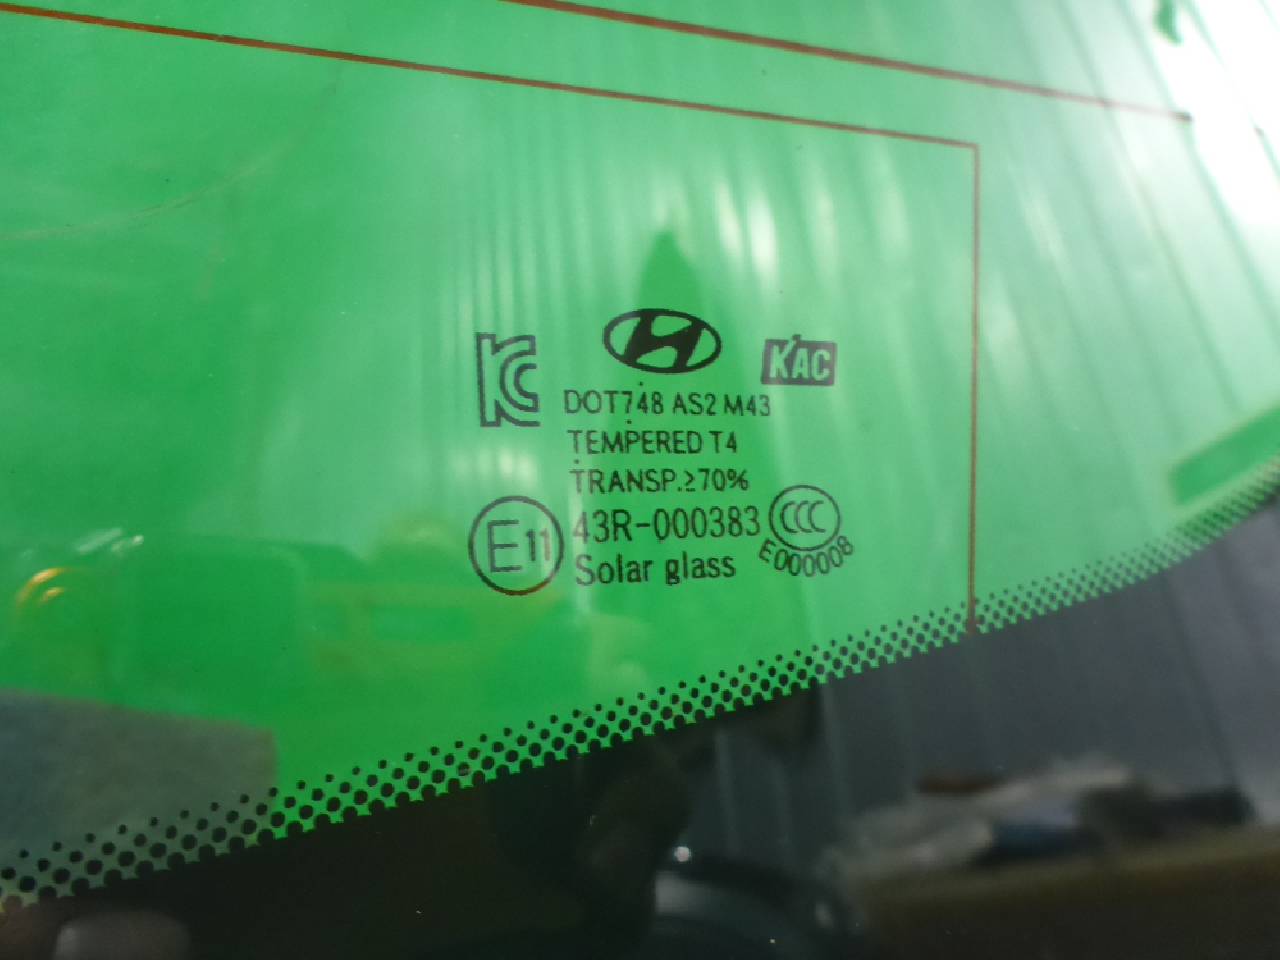 KC
KAC
DOT748 AS2 M43
TEMPERED T4
TRANSP.≥70%
E11 43R-000383 CCC
Solar glass E000008